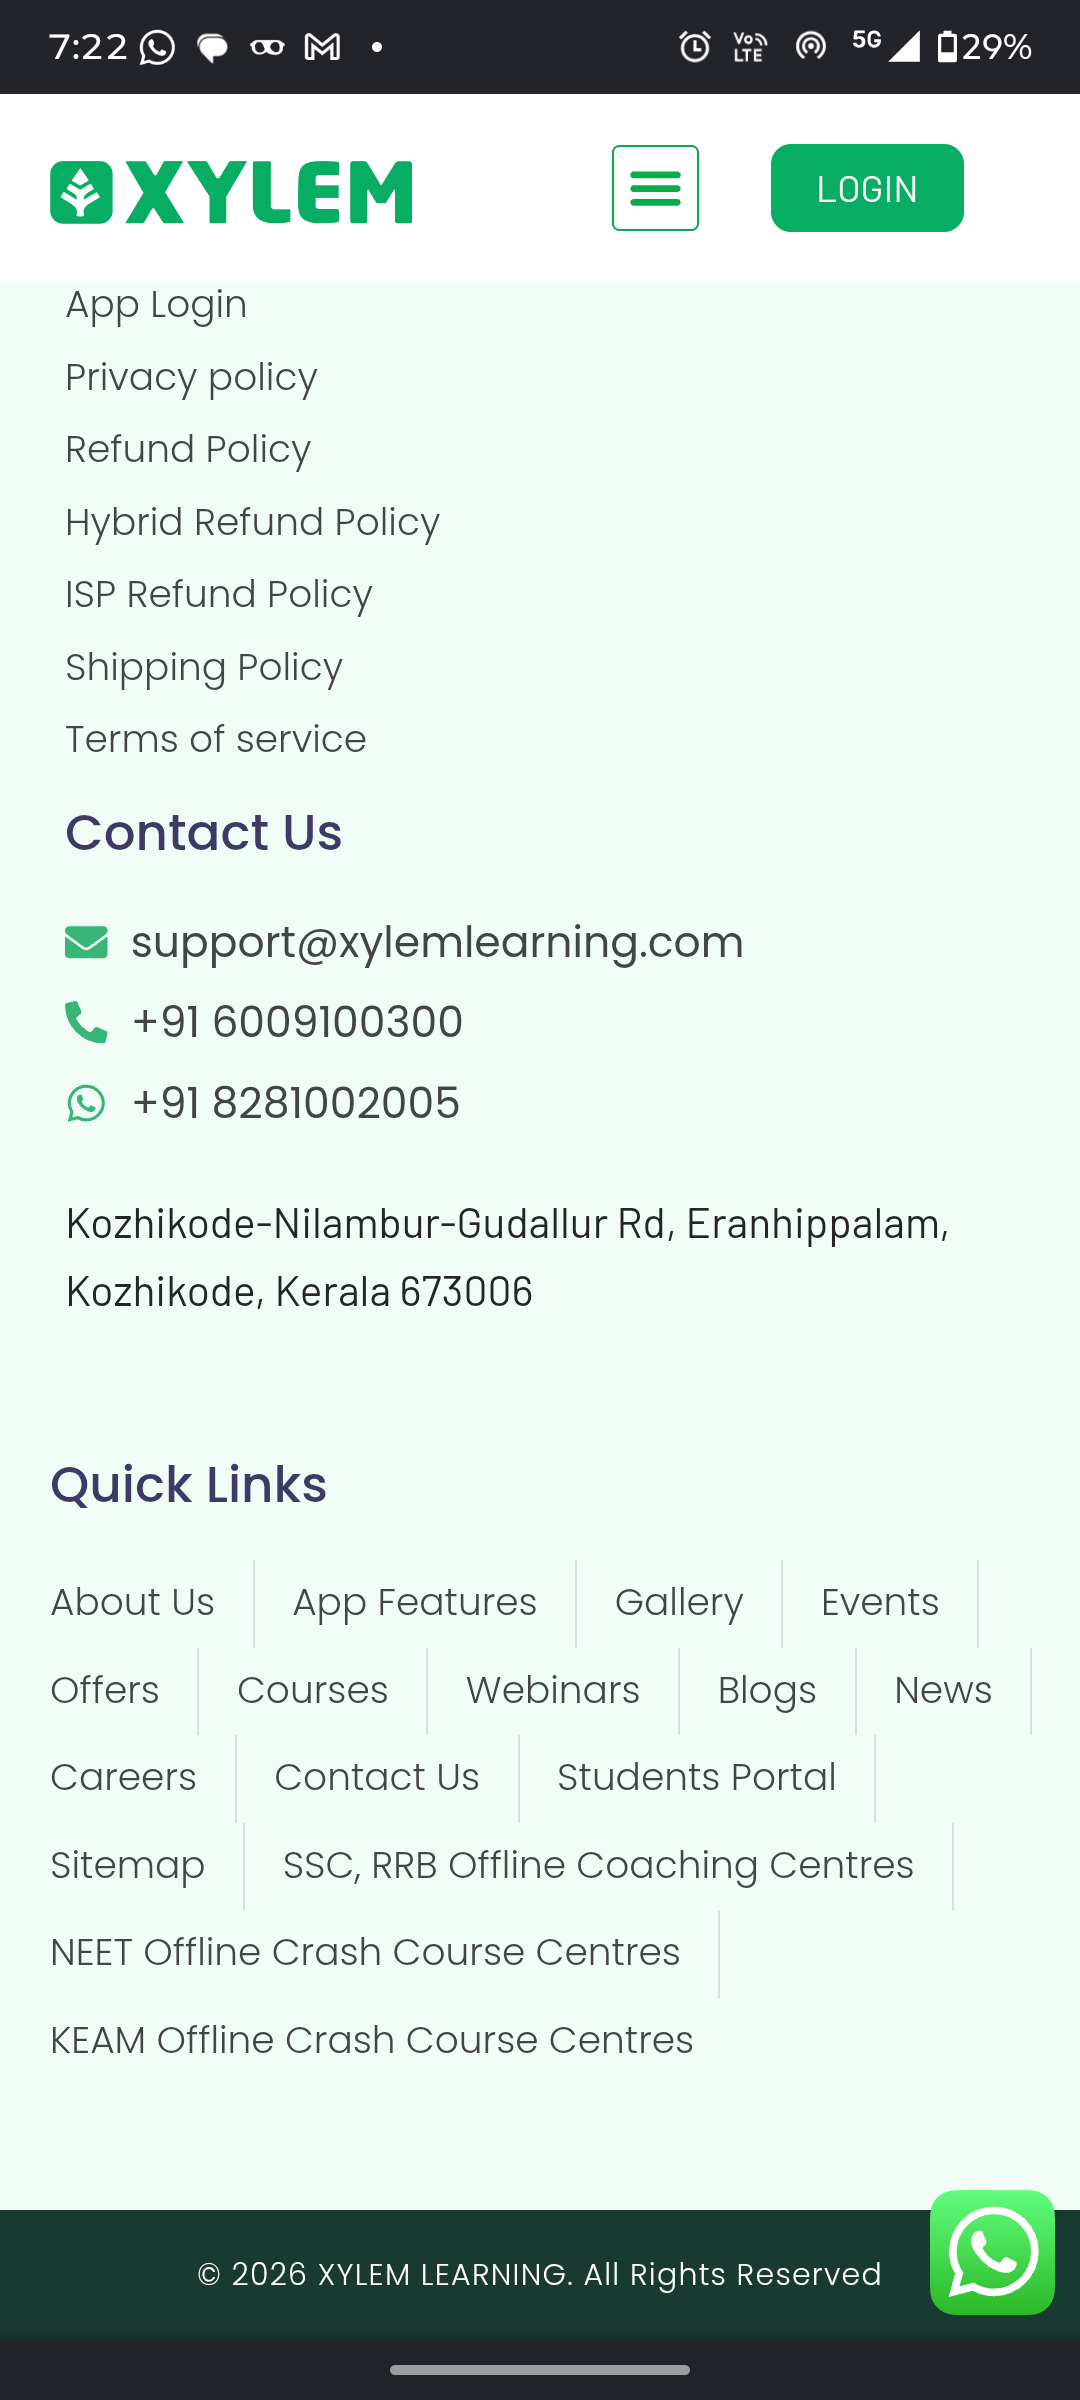 7:22
Vo LTE 5G 29%
XYLEM
LOGIN
App Login
Privacy policy
Refund Policy
Hybrid Refund Policy
ISP Refund Policy
Shipping Policy
Terms of service
Contact Us
support@xylemlearning.com
+91 6009100300
+91 8281002005
Kozhikode-Nilambur-Gudallur Rd, Eranhippalam,
Kozhikode, Kerala 673006
Quick Links
About Us App Features Gallery Events
Offers Courses Webinars Blogs News
Careers Contact Us Students Portal
Sitemap SSC, RRB Offline Coaching Centres
NEET Offline Crash Course Centres
KEAM Offline Crash Course Centres
© 2026 XYLEM LEARNING. All Rights Reserved